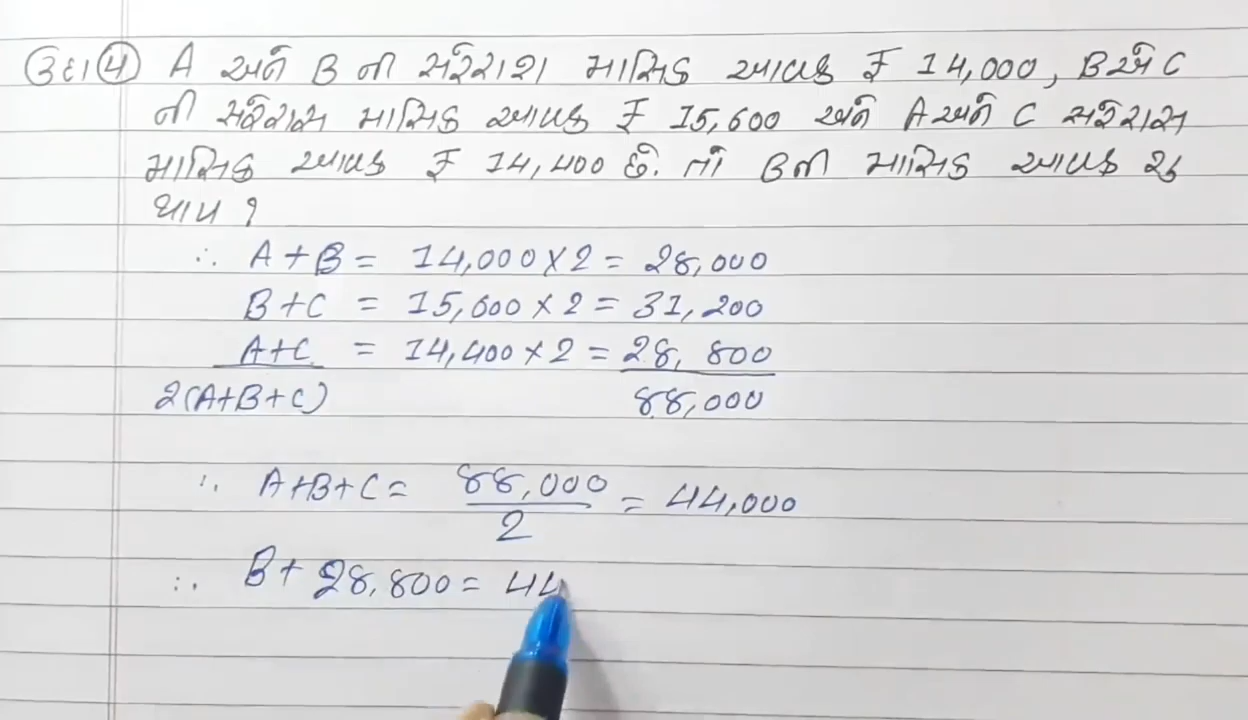 ઉદા ૪ A અને B ની સરેરાશ માસિક આવક ₹ 14,000, B અને C
ની સરેરાશ માસિક આવક ₹ 15,600 અને A અને C સરેરાશ
માસિક આવક ₹ 14,400 છે. તો B ની માસિક આવક શું
થાય ?
∴ A+B = 14,000 × 2 = 28,000
B+C = 15,600 × 2 = 31,200
A+C = 14,400 × 2 = 28,800
2(A+B+C) 88,000
∴ A+B+C = 88,000 / 2 = 44,000
∴ B + 28,800 = 44